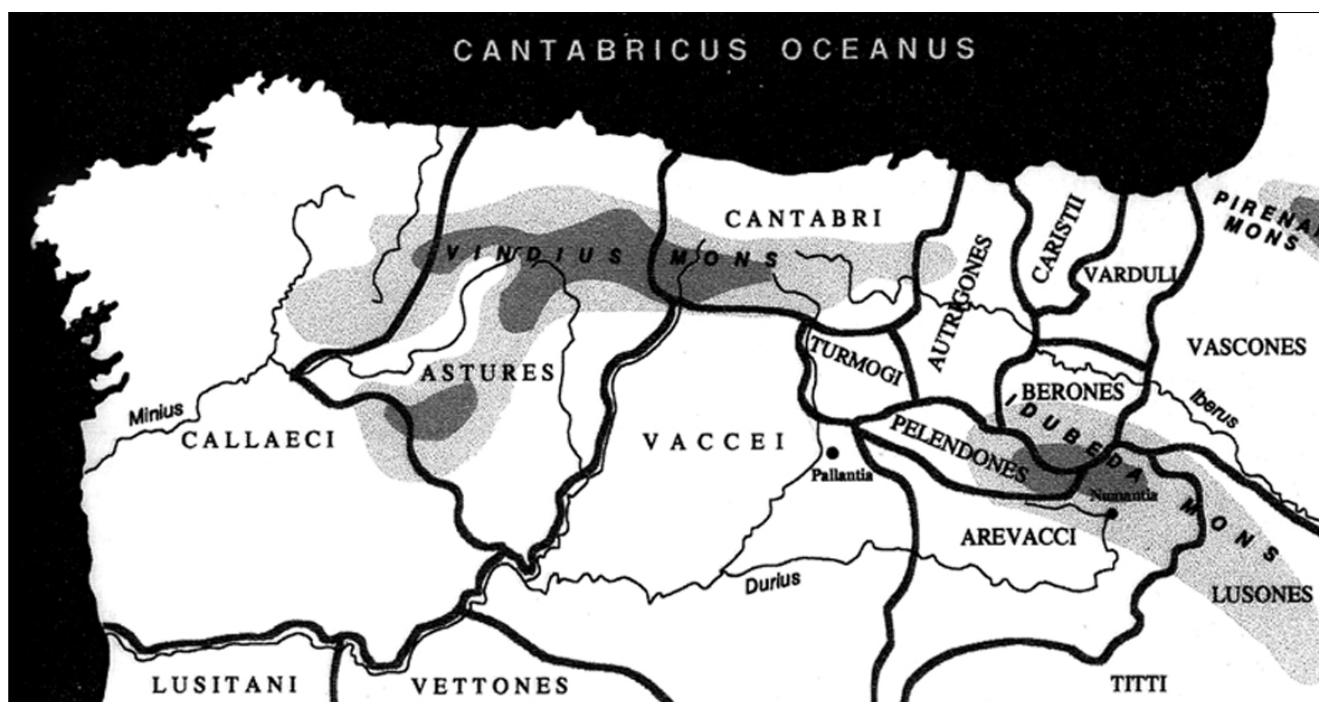 CANTABRICUS OCEANUS
PIRENA
MONS
CANTABRI
CARISTII
VARDULI
VINDIUS MONS
AUTRIGONES
VASCONES
TURMOGI
ASTURES
BERONES
Iberus
Minius
CALLAECI
VACCEI
IDUBEDA MONS
PELENDONES
Pallantia
Numantia
AREVACCI
Durius
LUSONES
LUSITANI
VETTONES
TITTI